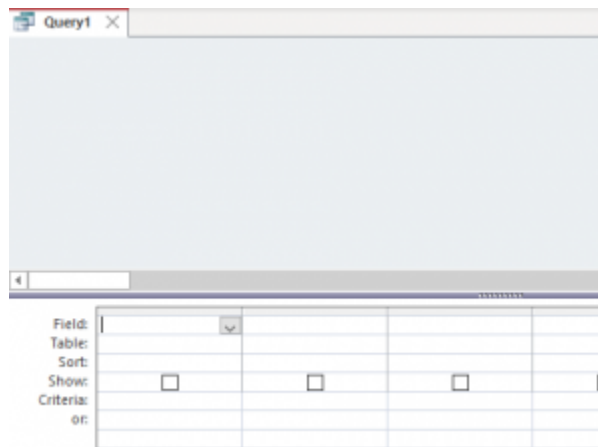 Query1
Field:
Table:
Sort:
Show:
Criteria:
or: